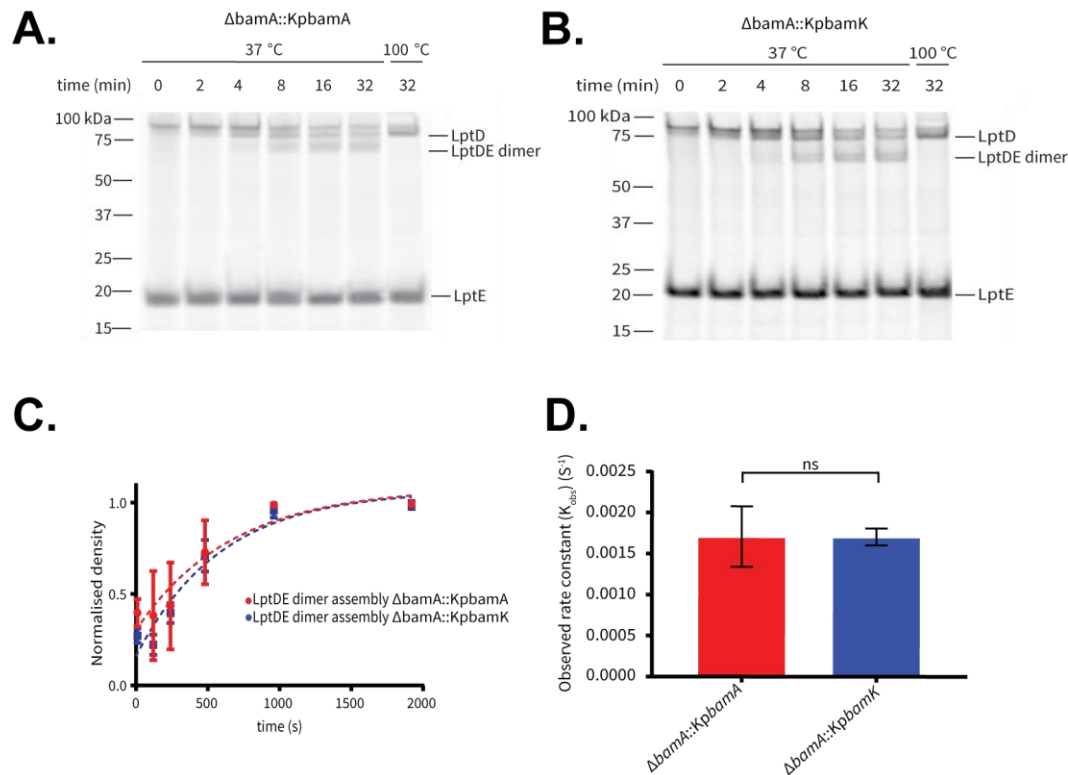 A.
ΔbamA::KpbamA
37 °C 100 °C
time (min) 0 2 4 8 16 32 32
100 kDa
75
50
37
25
20
15
LptD
LptDE dimer
LptE
B.
ΔbamA::KpbamK
37 °C 100 °C
time (min) 0 2 4 8 16 32 32
100 kDa
75
50
37
25
20
15
LptD
LptDE dimer
LptE
C.
Normalised density
1.0
0.5
0.0
LptDE dimer assembly ΔbamA::KpbamA
LptDE dimer assembly ΔbamA::KpbamK
0 500 1000 1500 2000
time (s)
D.
Observed rate constant (Kobs) (S⁻¹)
0.0025
0.0020
0.0015
0.0010
0.0005
0.0000
ns
ΔbamA::KpbamA
ΔbamA::KpbamK